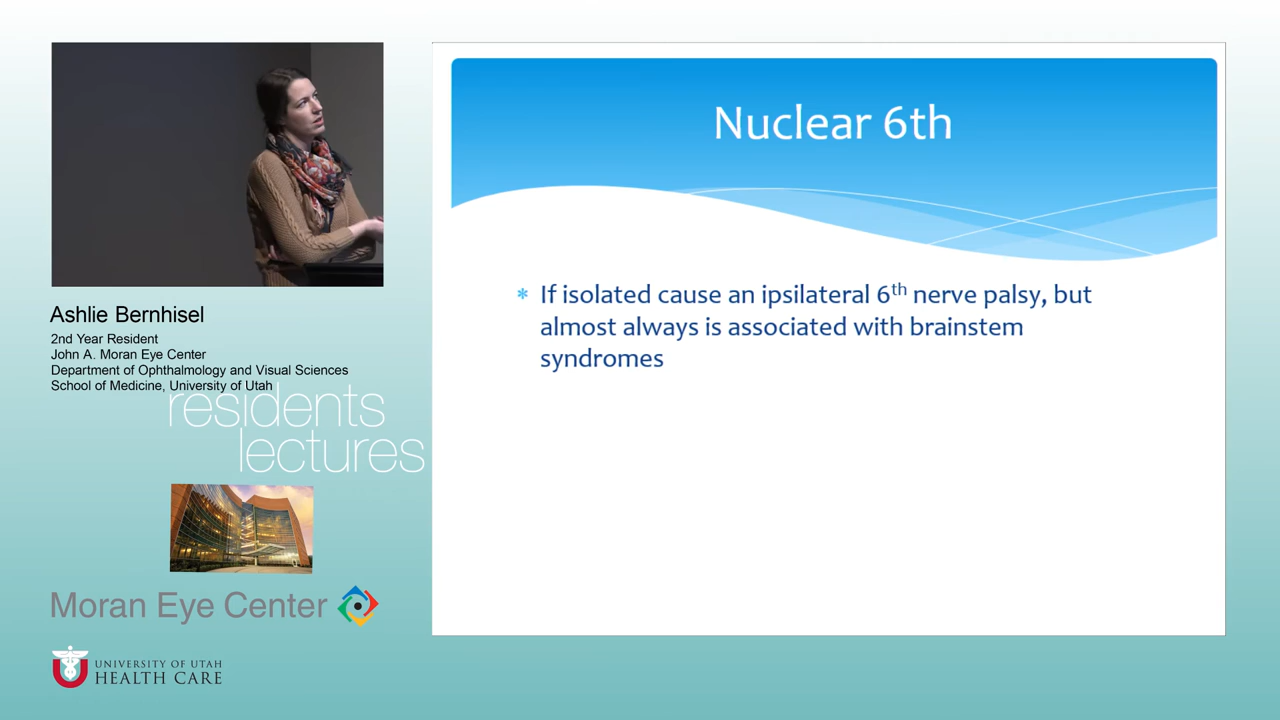 Nuclear 6th
* If isolated cause an ipsilateral 6th nerve palsy, but
almost always is associated with brainstem
syndromes
Ashlie Bernhisel
2nd Year Resident
John A. Moran Eye Center
Department of Ophthalmology and Visual Sciences
School of Medicine, University of Utah
residents
lectures
Moran Eye Center
UNIVERSITY OF UTAH
HEALTH CARE